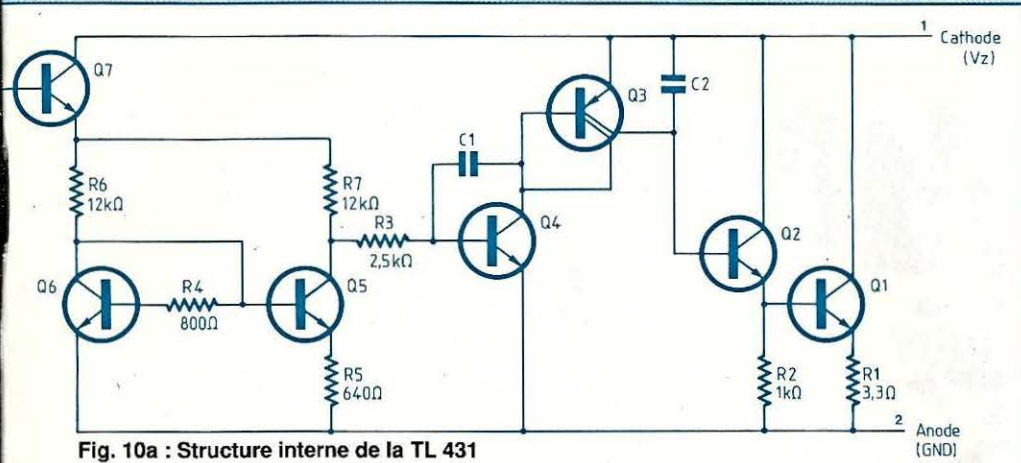 1 Cathode
(Vz)
Q7
Q3
C2
C1
R6
12kΩ
R7
12kΩ
R3
2,5kΩ
Q4
Q2
Q6
R4
800Ω
Q5
Q1
R5
640Ω
R2
1kΩ
R1
3,3Ω
2 Anode
(GND)
Fig. 10a : Structure interne de la TL 431